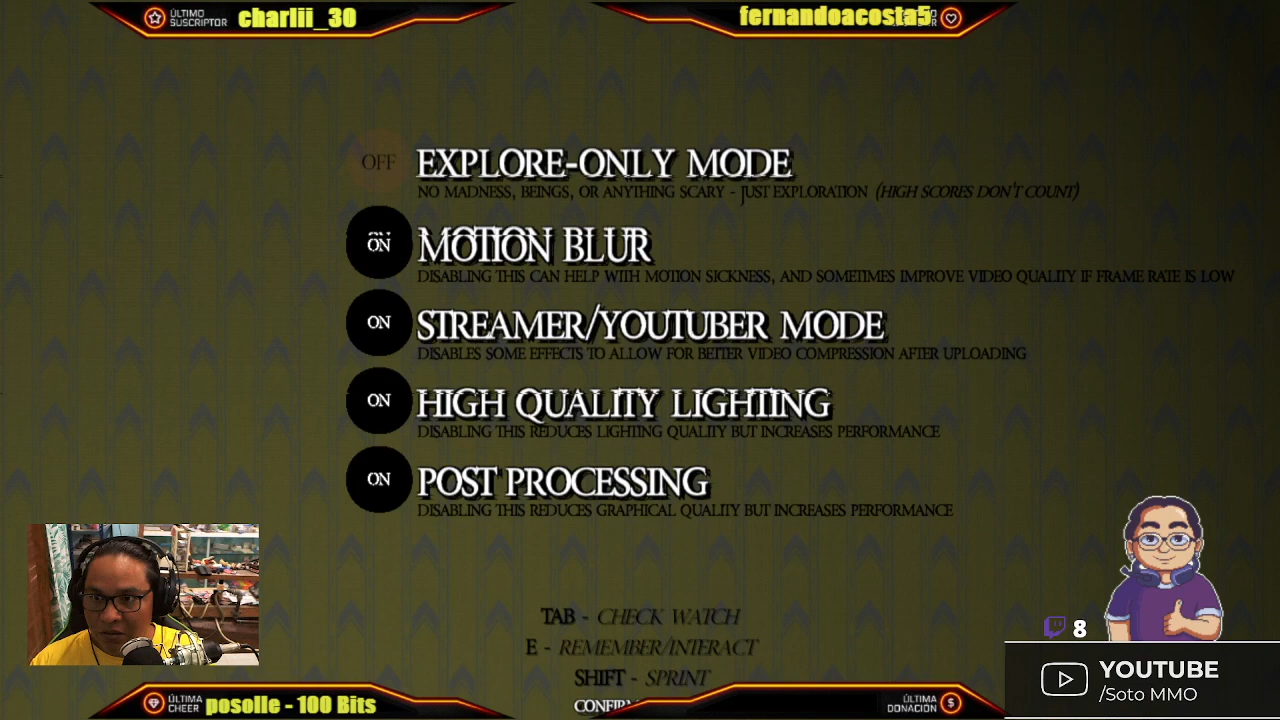 ÚLTIMO
SUSCRIPTOR
charlii_30
fernandoacosta5
OFF
EXPLORE-ONLY MODE
NO MADNESS, BEINGS, OR ANYTHING SCARY - JUST EXPLORATION (HIGH SCORES DON'T COUNT)
ON
MOTION BLUR
DISABLING THIS CAN HELP WITH MOTION SICKNESS, AND SOMETIMES IMPROVE VIDEO QUALITY IF FRAME RATE IS LOW
ON
STREAMER/YOUTUBER MODE
DISABLES SOME EFFECTS TO ALLOW FOR BETTER VIDEO COMPRESSION AFTER UPLOADING
ON
HIGH QUALITY LIGHTING
DISABLING THIS REDUCES LIGHTING QUALITY BUT INCREASES PERFORMANCE
ON
POST PROCESSING
DISABLING THIS REDUCES GRAPHICAL QUALITY BUT INCREASES PERFORMANCE
TAB - CHECK WATCH
E - REMEMBER/INTERACT
SHIFT - SPRINT
8
YOUTUBE
/Soto MMO
ÚLTIMA
CHEER
posolle - 100 Bits
ÚLTIMA
DONACIÓN